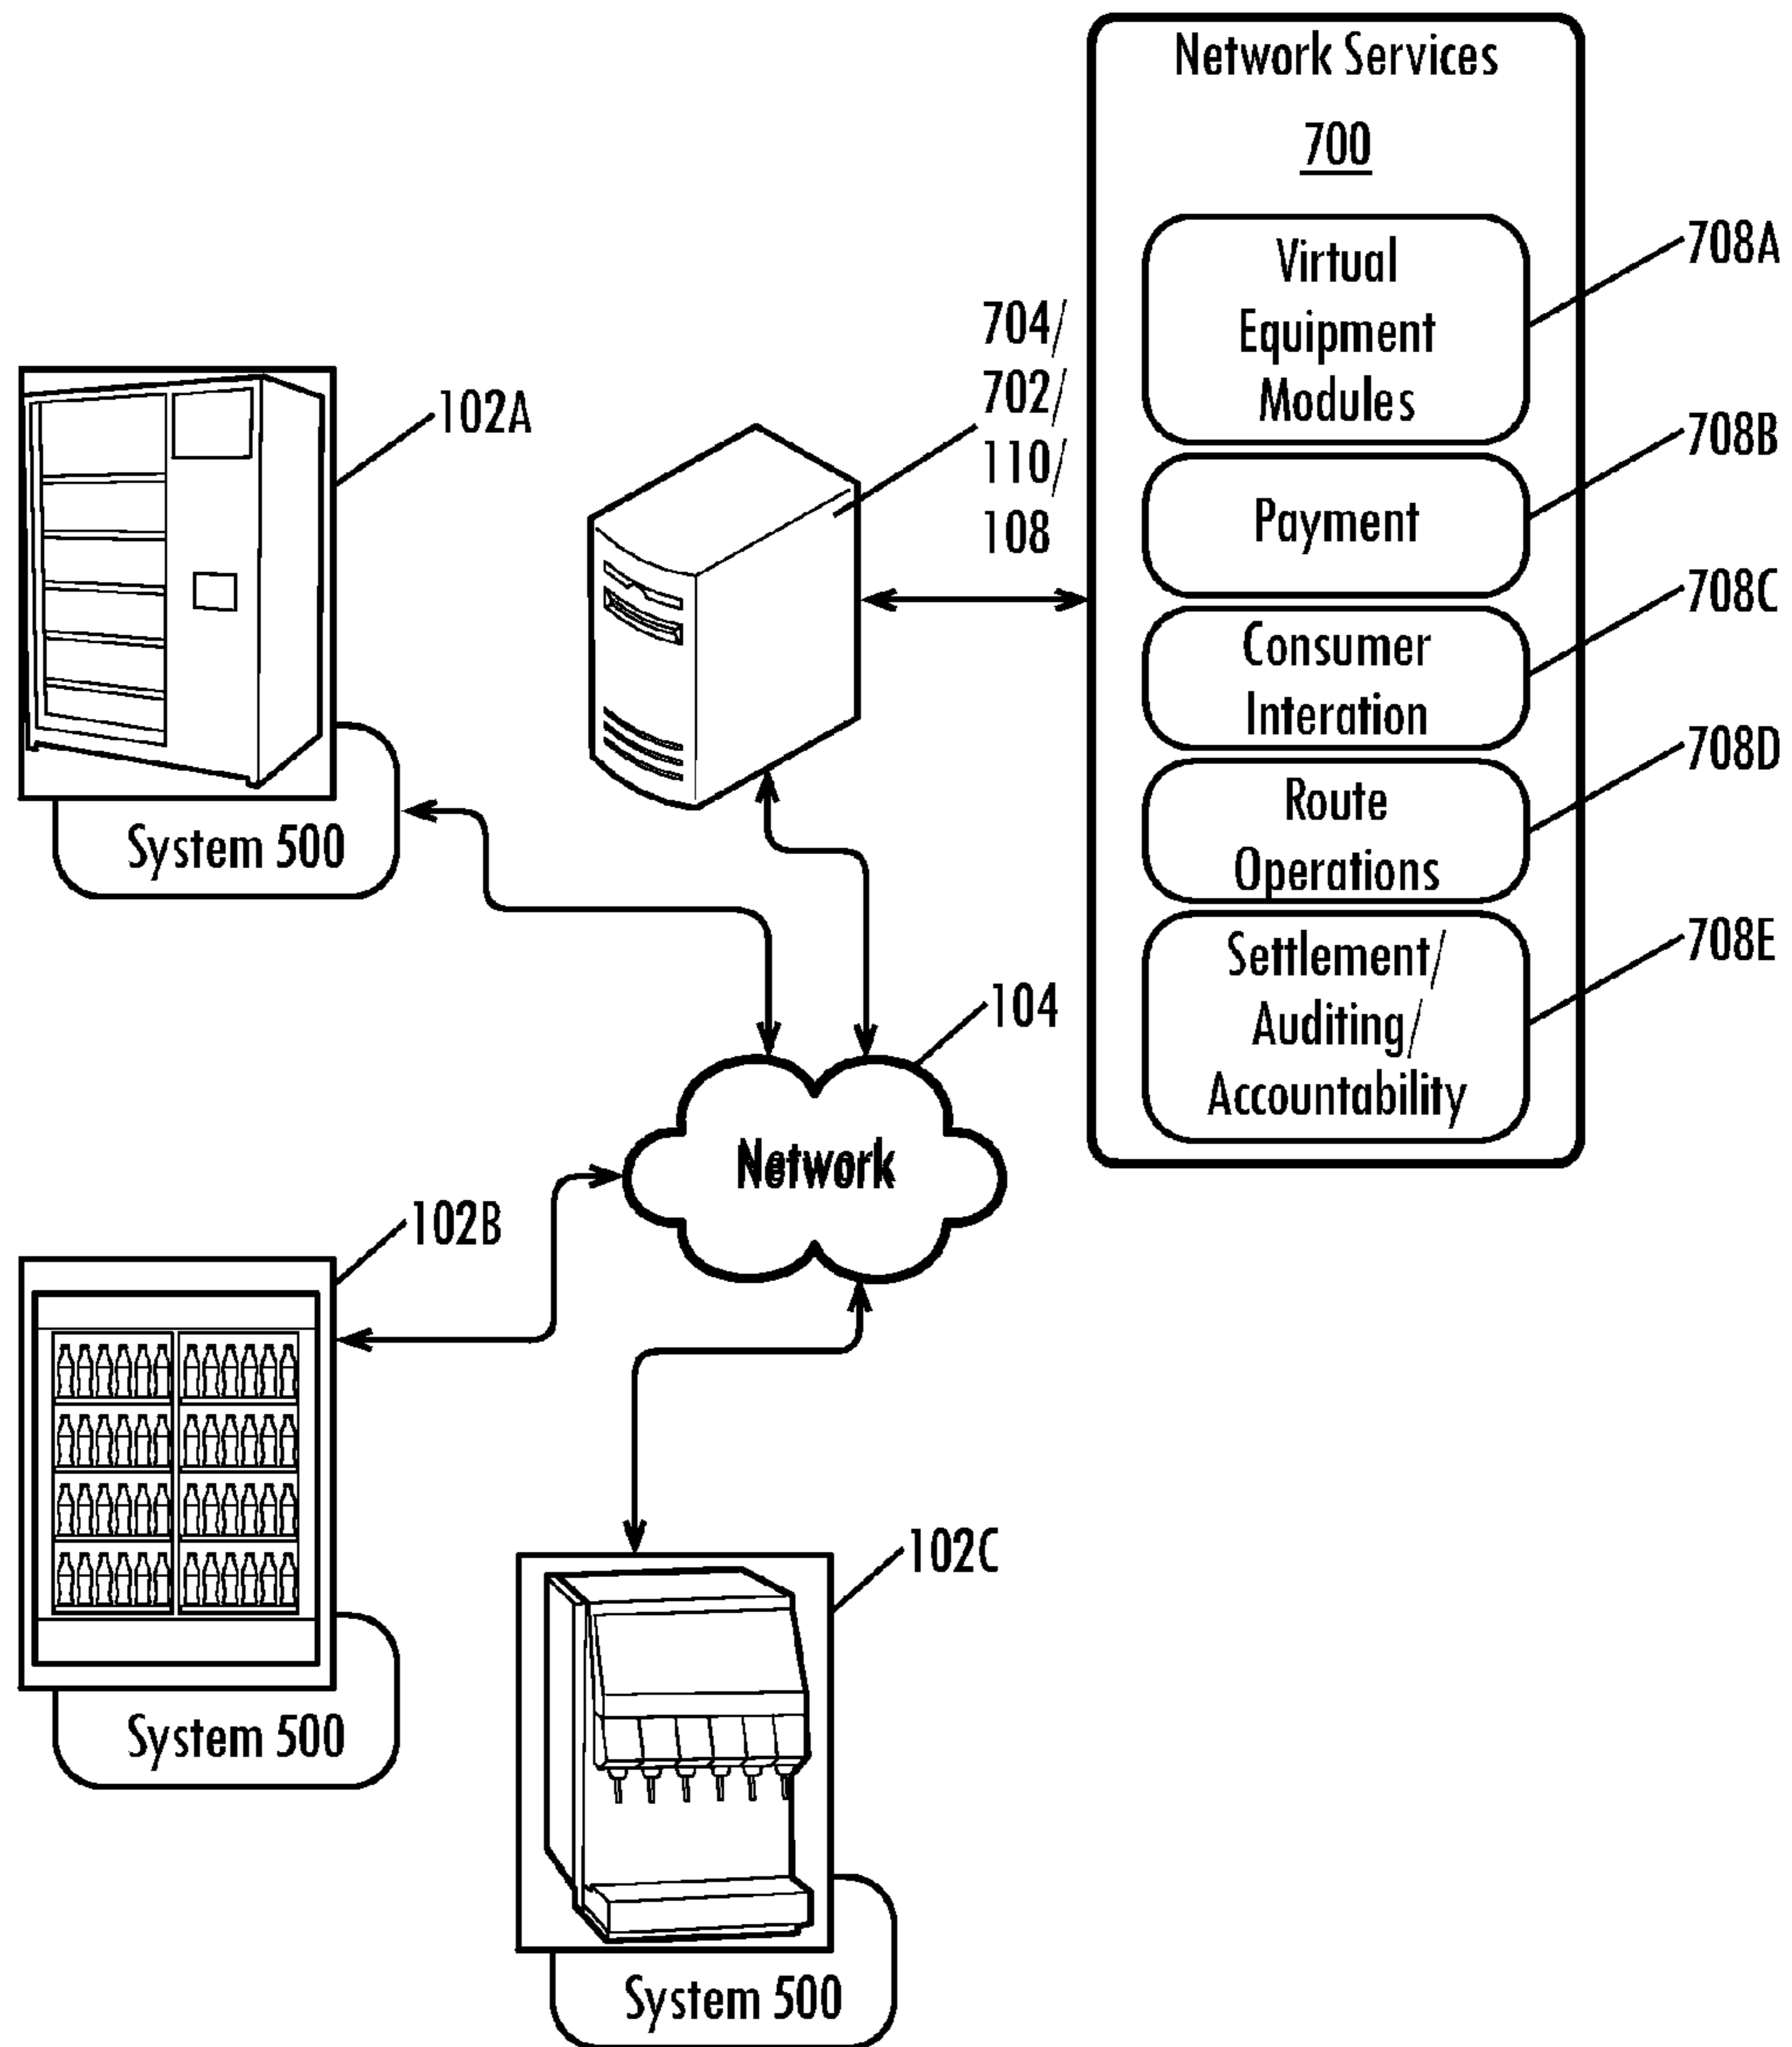 Network Services
700
Virtual
Equipment
Modules
708A
Payment
708B
Consumer
Interation
708C
Route
Operations
708D
Settlement/
Auditing/
Accountability
708E
704/
702/
110/
108
102A
System 500
104
Network
102B
System 500
102C
System 500